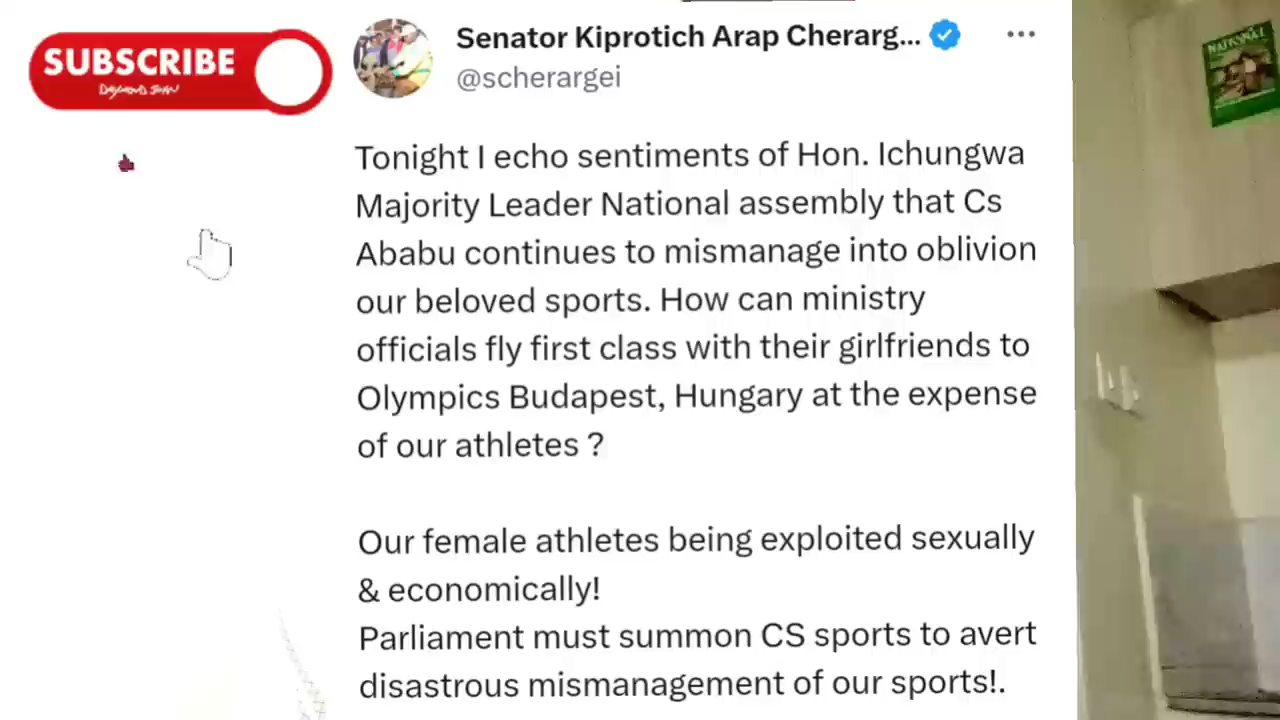 SUBSCRIBE
Senator Kiprotich Arap Cherarg...
@scherargei
Tonight I echo sentiments of Hon. Ichungwa
Majority Leader National assembly that Cs
Ababu continues to mismanage into oblivion
our beloved sports. How can ministry
officials fly first class with their girlfriends to
Olympics Budapest, Hungary at the expense
of our athletes ?
Our female athletes being exploited sexually
& economically!
Parliament must summon CS sports to avert
disastrous mismanagement of our sports!.
NATIONAL